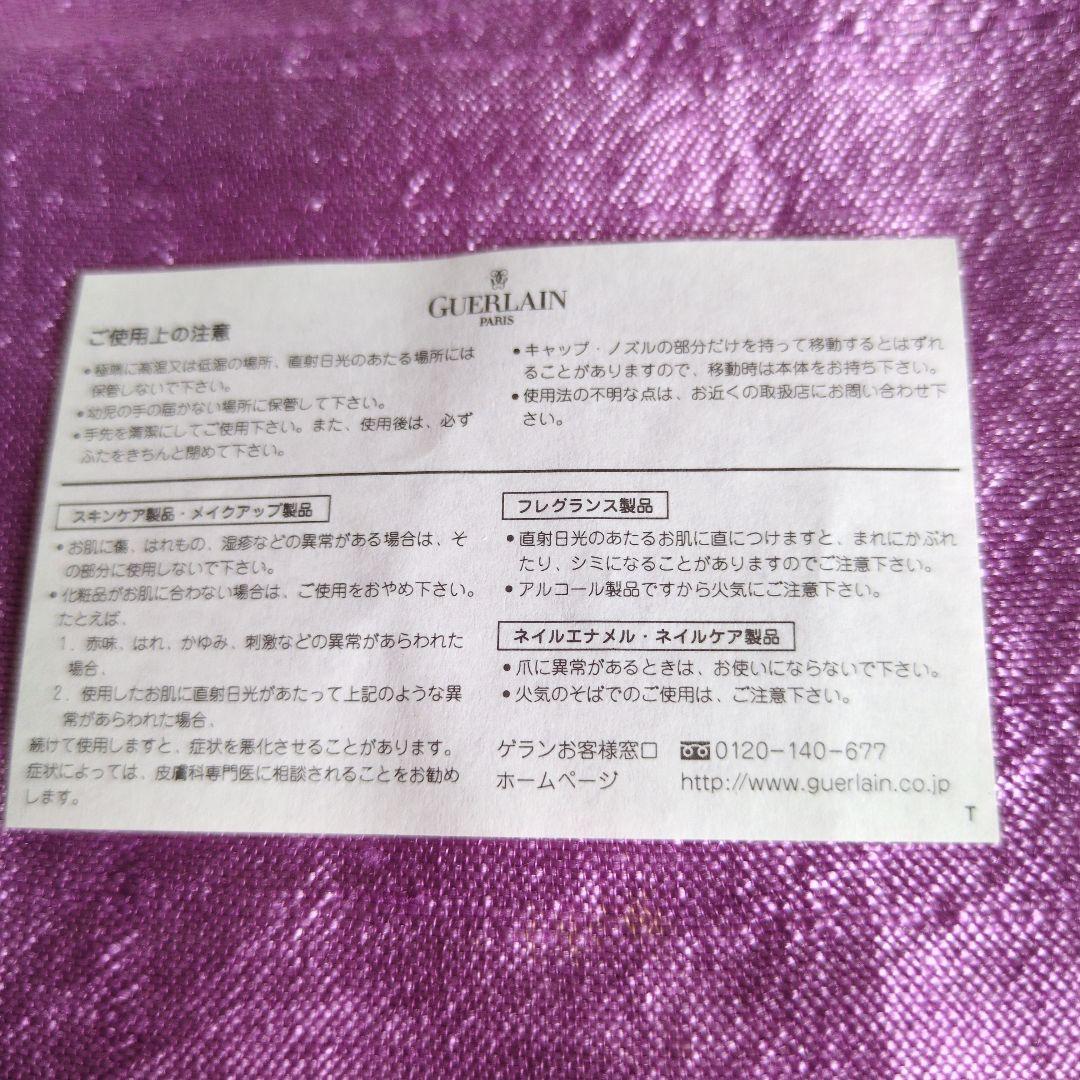 GUERLAIN
PARIS
ご使用上の注意
•極端に高温又は低温の場所、直射日光のあたる場所には
保管しないで下さい。
•幼児の手の届かない場所に保管して下さい。
•手先を清潔にしてご使用下さい。また、使用後は、必ず
ふたをきちんと閉めて下さい。
•キャップ・ノズルの部分だけを持って移動するとはずれ
ることがありますので、移動時は本体をお持ち下さい。
•使用法の不明な点は、お近くの取扱店にお問い合わせ下
さい。
スキンケア製品・メイクアップ製品
•お肌に傷、はれもの、湿疹などの異常がある場合は、そ
の部分に使用しないで下さい。
•化粧品がお肌に合わない場合は、ご使用をおやめ下さい。
たとえば、
1. 赤味、はれ、かゆみ、刺激などの異常があらわれた
場合、
2. 使用したお肌に直射日光があたって上記のような異
常があらわれた場合、
続けて使用しますと、症状を悪化させることがあります。
症状によっては、皮膚科専門医に相談されることをお勧め
します。
フレグランス製品
•直射日光のあたるお肌に直につけますと、まれにかぶれ
たり、シミになることがありますのでご注意下さい。
•アルコール製品ですから火気にご注意下さい。
ネイルエナメル・ネイルケア製品
•爪に異常があるときは、お使いにならないで下さい。
•火気のそばでのご使用は、ご注意下さい。
ゲランお客様窓口 0120-140-677
ホームページ http://www.guerlain.co.jp
T